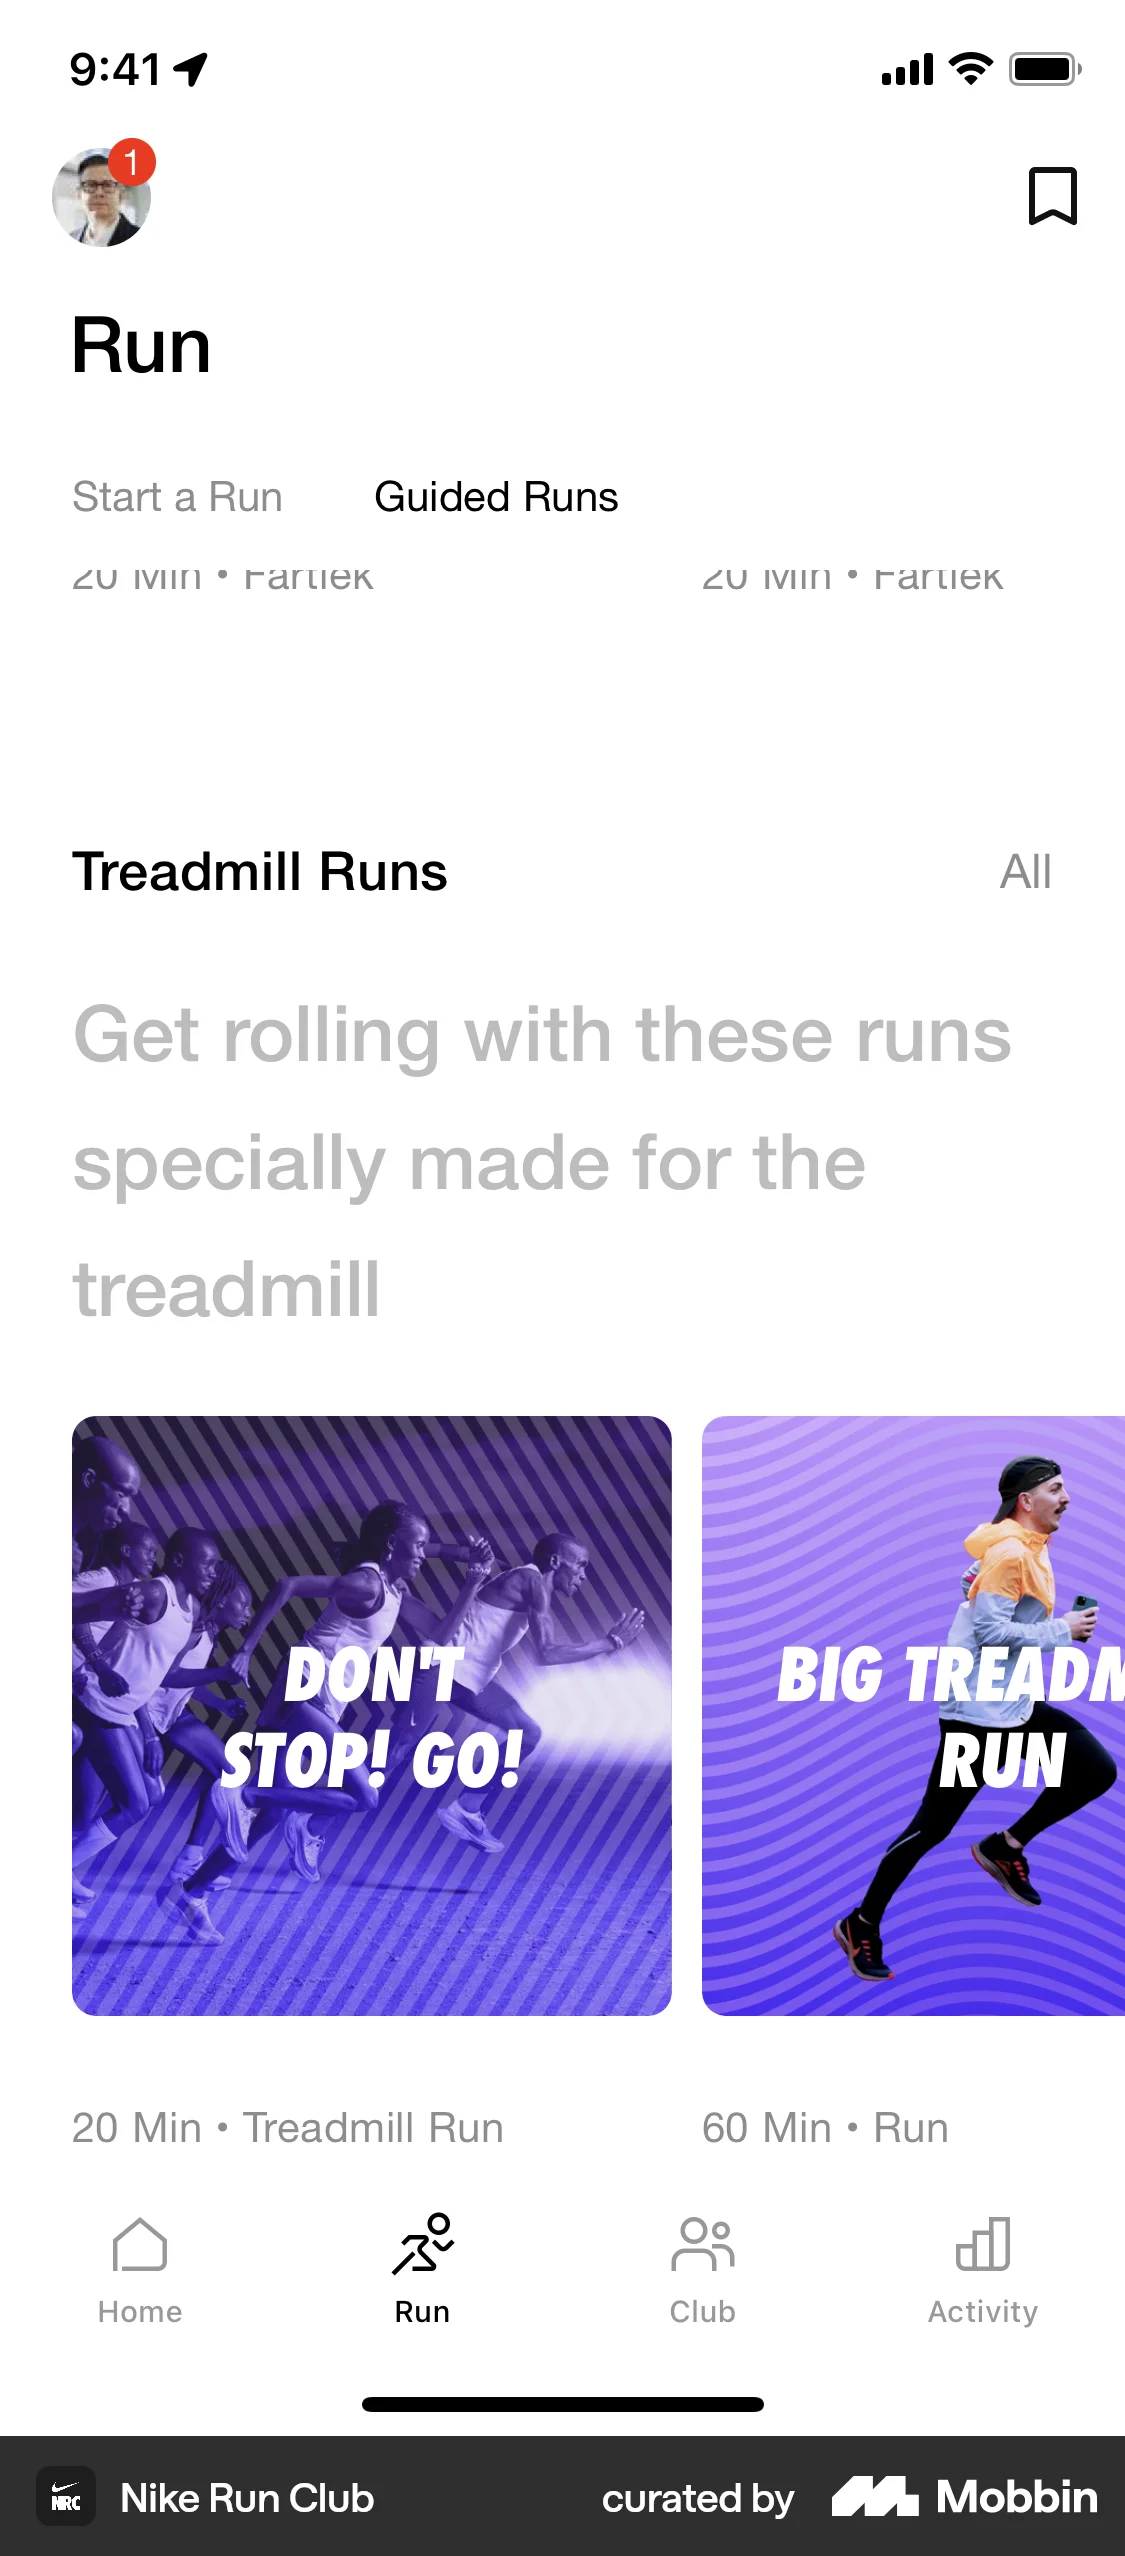 9:41
1
Run
Start a Run
Guided Runs
20 Min • Fartlek
20 Min • Fartlek
Treadmill Runs
All
Get rolling with these runs
specially made for the
treadmill
DON'T
STOP! GO!
BIG TREADM
RUN
20 Min • Treadmill Run
60 Min • Run
Home
Run
Club
Activity
NRC
Nike Run Club
curated by
Mobbin